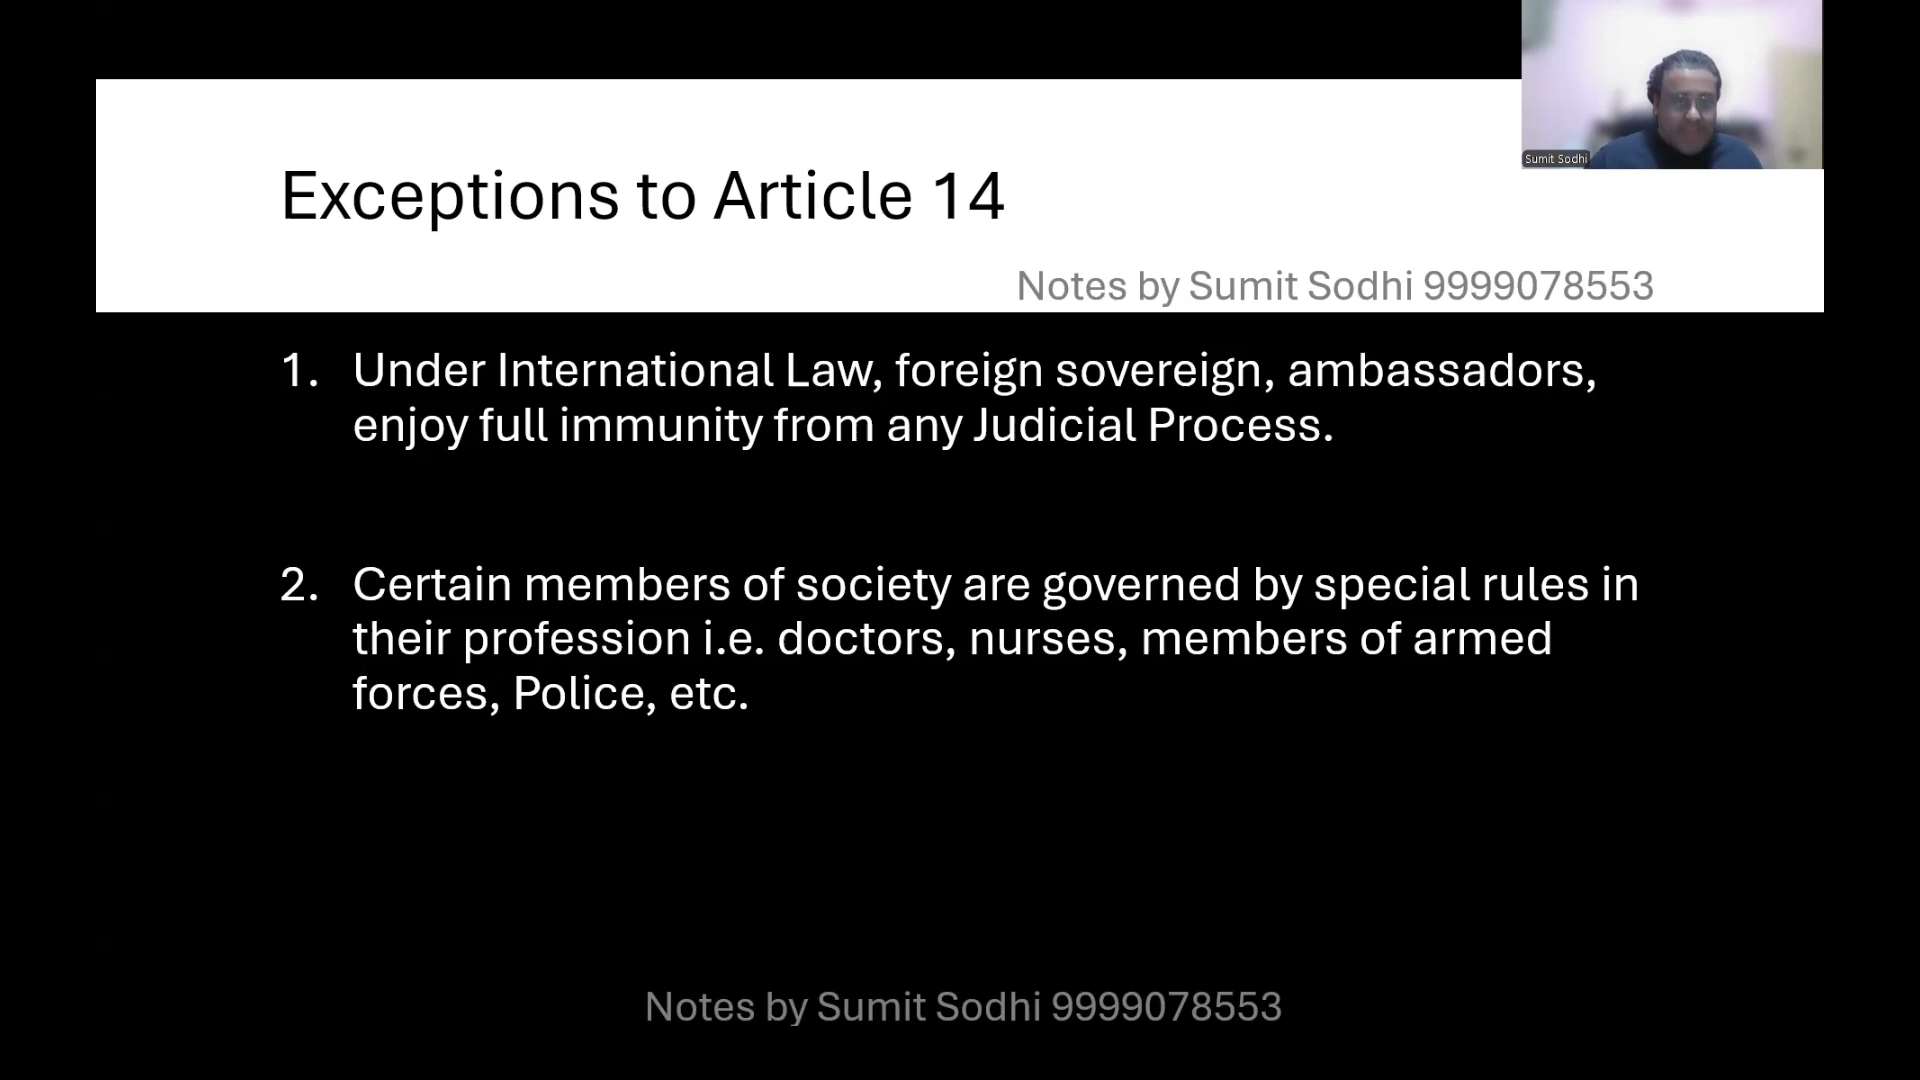 Sumit Sodhi
Exceptions to Article 14
Notes by Sumit Sodhi 9999078553
1. Under International Law, foreign sovereign, ambassadors,
enjoy full immunity from any Judicial Process.
2. Certain members of society are governed by special rules in
their profession i.e. doctors, nurses, members of armed
forces, Police, etc.
Notes by Sumit Sodhi 9999078553